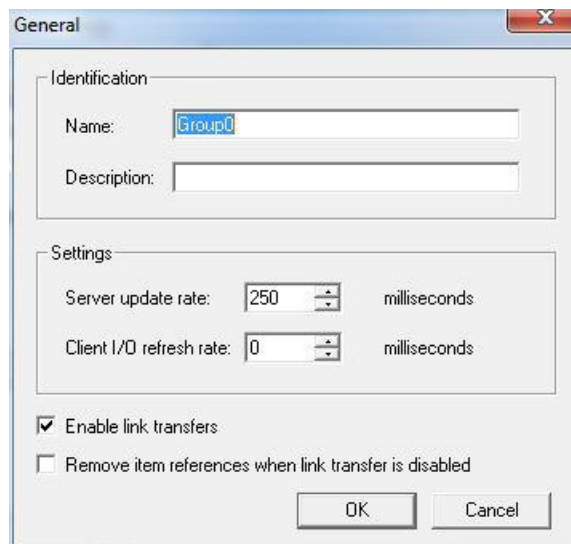 General
Identification
Name: Group0
Description:
Settings
Server update rate: 250 milliseconds
Client I/O refresh rate: 0 milliseconds
Enable link transfers
Remove item references when link transfer is disabled
OK Cancel